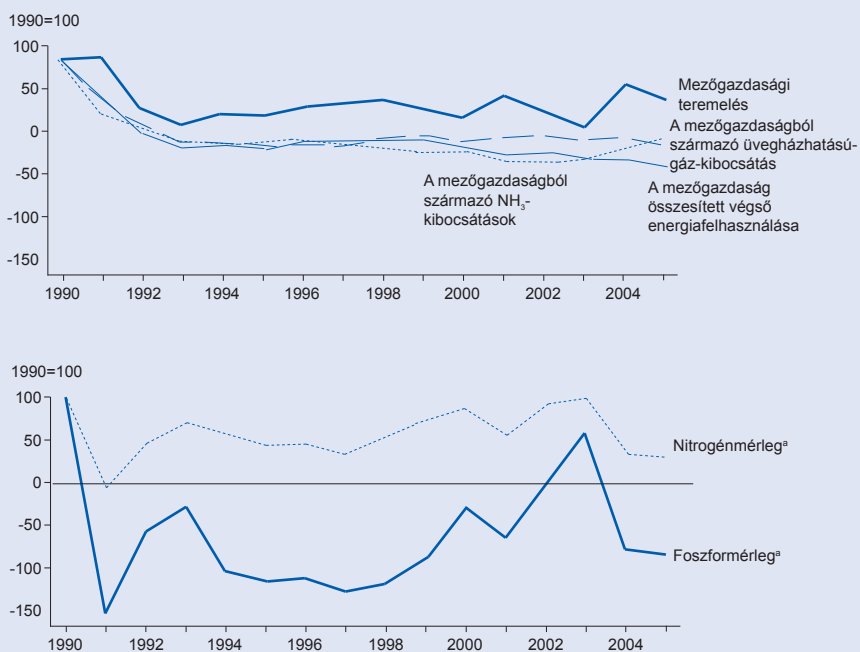 1990=100
100
50
0
-50
-100
-150
1990 1992 1994 1996 1998 2000 2002 2004
Mezőgazdasági
teremelés
A mezőgazdaságból
származó üvegházhatású-
gáz-kibocsátás
A mezőgazdaság
összesített végső
energiafelhasználása
A mezőgazdaságból
származó NH₃-
kibocsátások
1990=100
100
50
0
-50
-100
-150
1990 1992 1994 1996 1998 2000 2002 2004
Nitrogénmérlegᵃ
Foszformérlegᵃ